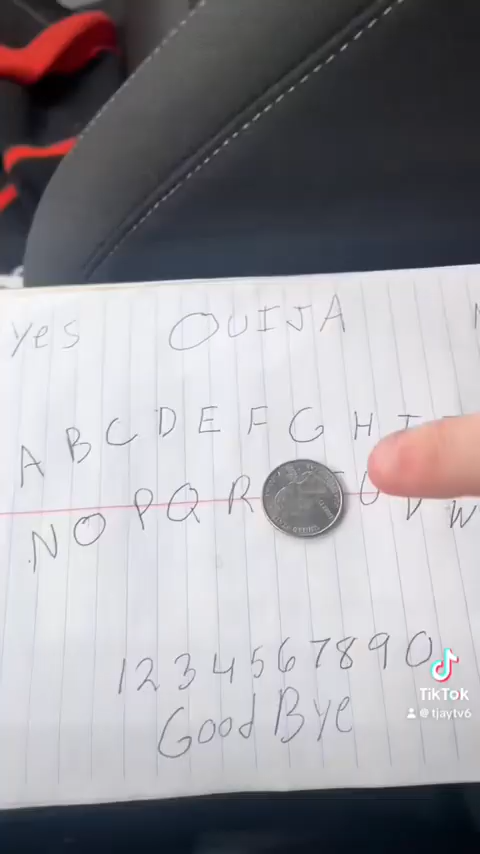 Yes OUIJA
A B C D E F G H I
N O P Q R U V W
1 2 3 4 5 6 7 8 9 0
Good Bye
TikTok
@tjaytv6